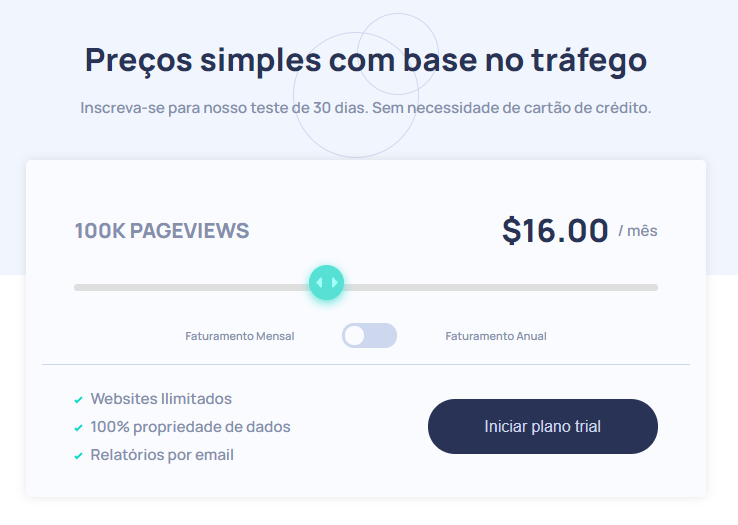 Preços simples com base no tráfego
Inscreva-se para nosso teste de 30 dias. Sem necessidade de cartão de crédito.
100K PAGEVIEWS
$16.00 / mês
Faturamento Mensal
Faturamento Anual
Websites Ilimitados
100% propriedade de dados
Relatórios por email
Iniciar plano trial